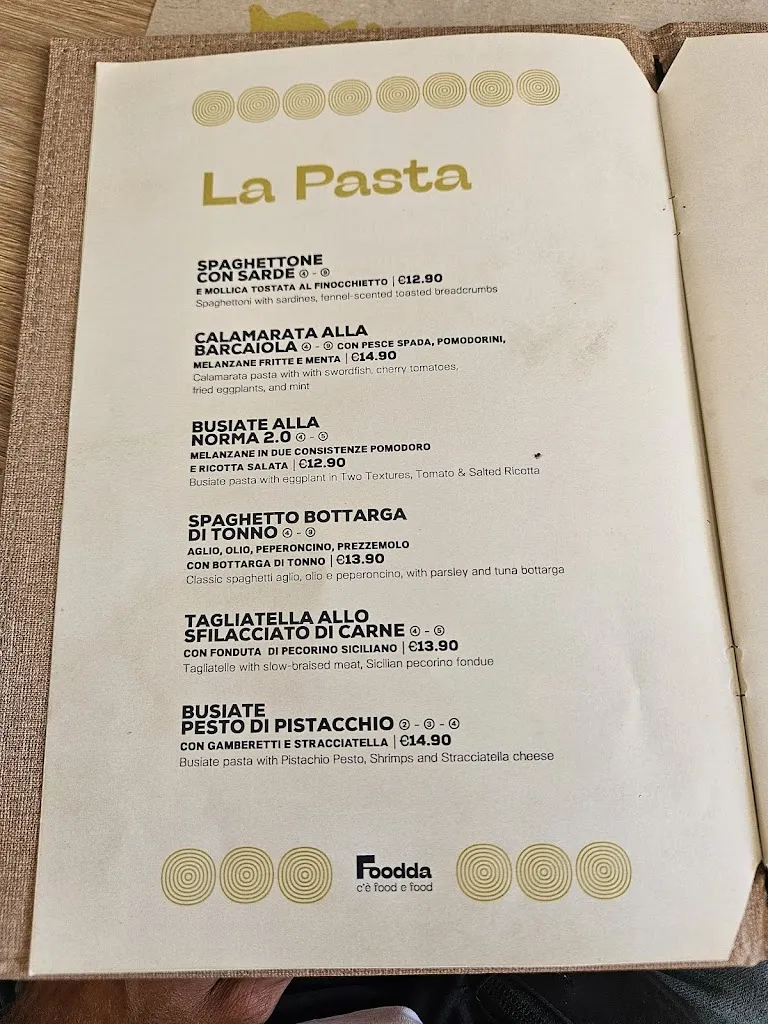 La Pasta
SPAGHETTONE
CON SARDE ④ - ⑨
E MOLLICA TOSTATA AL FINOCCHIETTO | €12.90
Spaghettoni with sardines, fennel-scented toasted breadcrumbs
CALAMARATA ALLA
BARCAIOLA ④ - ⑨ CON PESCE SPADA, POMODORINI,
MELANZANE FRITTE E MENTA | €14.90
Calamarata pasta with with swordfish, cherry tomatoes,
fried eggplants, and mint
BUSIATE ALLA
NORMA 2.0 ④ - ⑤
MELANZANE IN DUE CONSISTENZE POMODORO
E RICOTTA SALATA | €12.90
Busiate pasta with eggplant in Two Textures, Tomato & Salted Ricotta
SPAGHETTO BOTTARGA
DI TONNO ④ - ⑨
AGLIO, OLIO, PEPERONCINO, PREZZEMOLO
CON BOTTARGA DI TONNO | €13.90
Classic spaghetti aglio, olio e peperoncino, with parsley and tuna bottarga
TAGLIATELLA ALLO
SFILACCIATO DI CARNE ④ - ⑤
CON FONDUTA DI PECORINO SICILIANO | €13.90
Tagliatelle with slow-braised meat, Sicilian pecorino fondue
BUSIATE
PESTO DI PISTACCHIO ② - ③ - ④
CON GAMBERETTI E STRACCIATELLA | €14.90
Busiate pasta with Pistachio Pesto, Shrimps and Stracciatella cheese
Foodda
c'è food e food